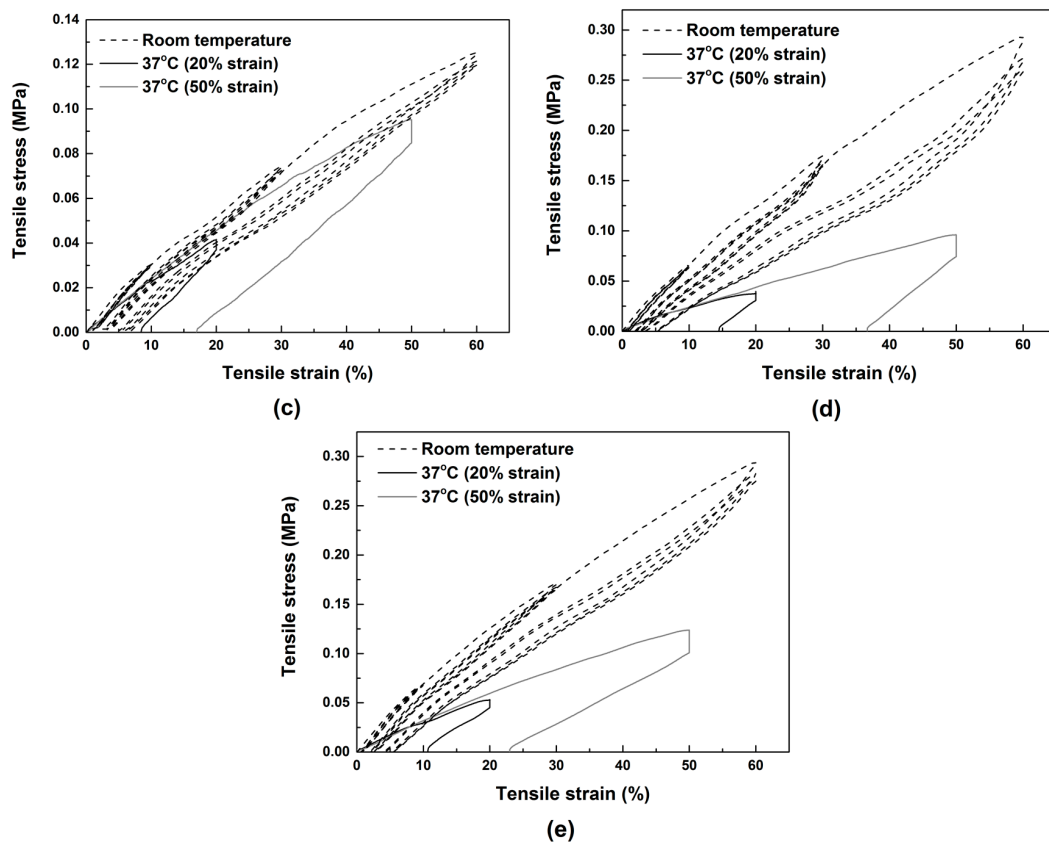 0.14
0.12
0.10
0.08
0.06
0.04
0.02
0.00
Tensile stress (MPa)
Room temperature
37°C (20% strain)
37°C (50% strain)
0 10 20 30 40 50 60
Tensile strain (%)
(c)
0.30
0.25
0.20
0.15
0.10
0.05
0.00
Tensile stress (MPa)
Room temperature
37°C (20% strain)
37°C (50% strain)
0 10 20 30 40 50 60
Tensile strain (%)
(d)
0.30
0.25
0.20
0.15
0.10
0.05
0.00
Tensile stress (MPa)
Room temperature
37°C (20% strain)
37°C (50% strain)
0 10 20 30 40 50 60
Tensile strain (%)
(e)